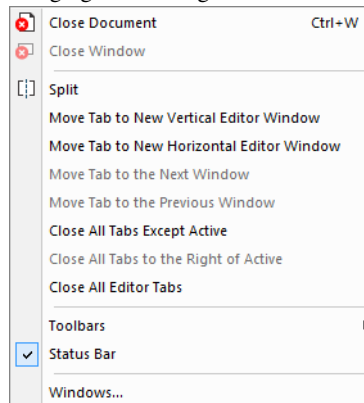 Close Document Ctrl+W
Close Window
Split
Move Tab to New Vertical Editor Window
Move Tab to New Horizontal Editor Window
Move Tab to the Next Window
Move Tab to the Previous Window
Close All Tabs Except Active
Close All Tabs to the Right of Active
Close All Editor Tabs
Toolbars
Status Bar
Windows...